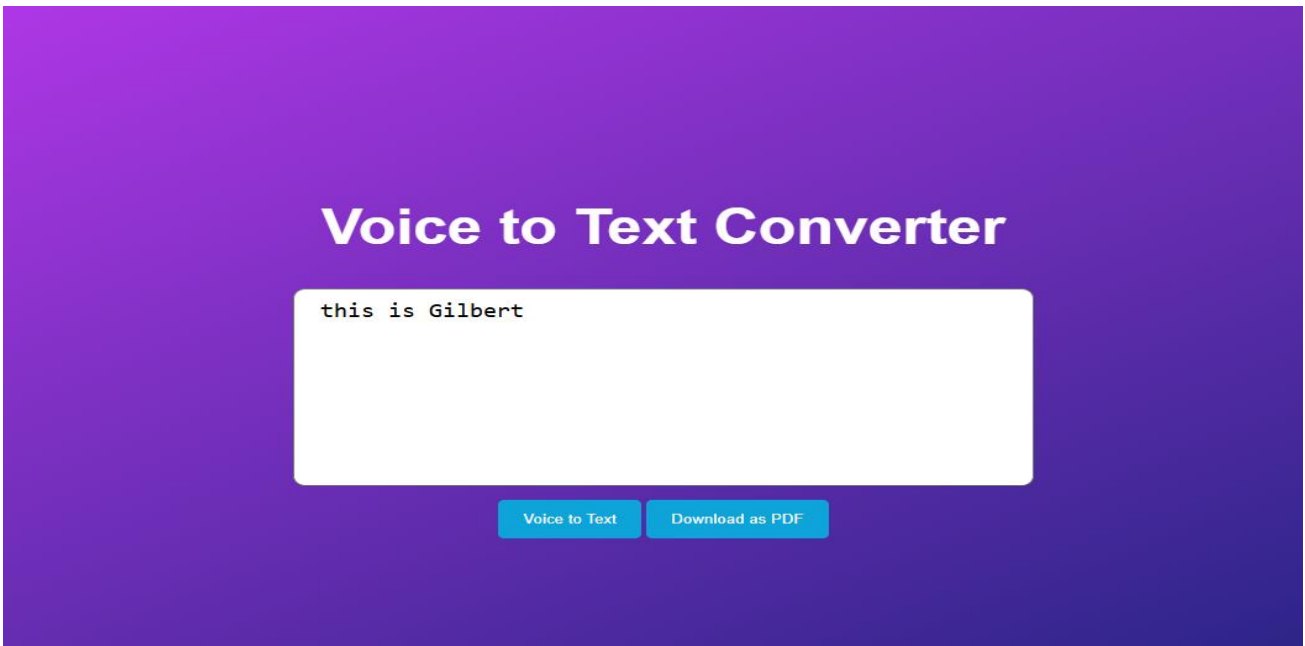 Voice to Text Converter
this is Gilbert
Voice to Text
Download as PDF